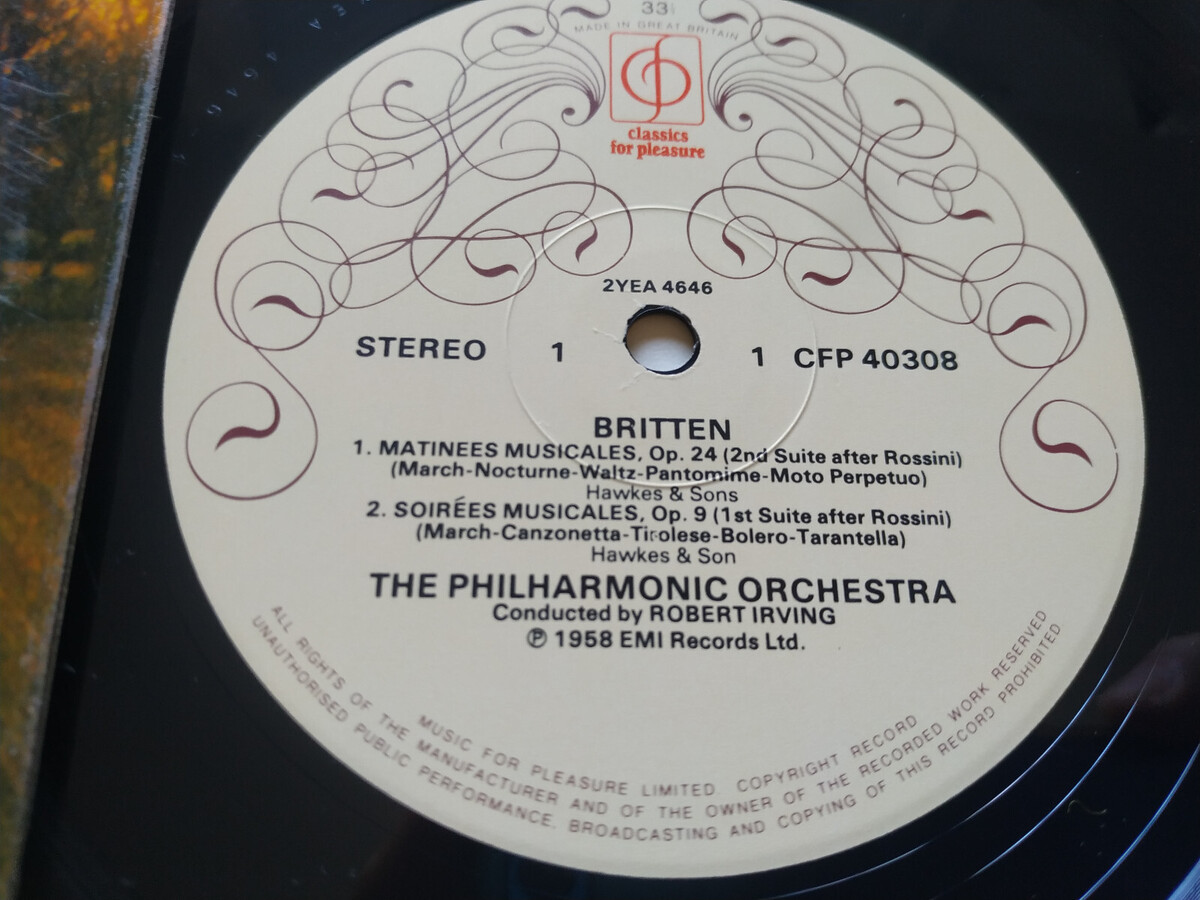 33⅓
MADE IN GREAT BRITAIN
classics
for pleasure
2YEA 4646
STEREO 1 1 CFP 40308
BRITTEN
1. MATINEES MUSICALES, Op. 24 (2nd Suite after Rossini)
(March-Nocturne-Waltz-Pantomime-Moto Perpetuo)
Hawkes & Sons
2. SOIRÉES MUSICALES, Op. 9 (1st Suite after Rossini)
(March-Canzonetta-Tirolese-Bolero-Tarantella)
Hawkes & Son
THE PHILHARMONIC ORCHESTRA
Conducted by ROBERT IRVING
℗ 1958 EMI Records Ltd.
MUSIC FOR PLEASURE LIMITED. COPYRIGHT RECORD
ALL RIGHTS OF THE MANUFACTURER AND OF THE OWNER OF THE RECORDED WORK RESERVED
UNAUTHORISED PUBLIC PERFORMANCE, BROADCASTING AND COPYING OF THIS RECORD PROHIBITED